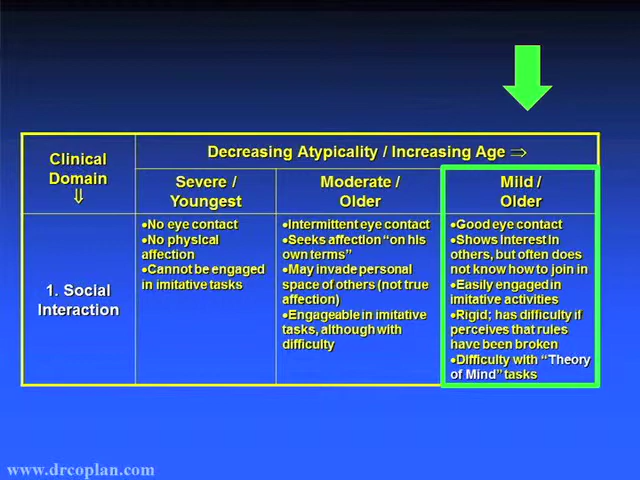 Clinical
Domain
⇓
Decreasing Atypicality / Increasing Age ⇒
Severe /
Youngest
Moderate /
Older
Mild /
Older
1. Social
Interaction
•No eye contact
•No physical
affection
•Cannot be engaged
in imitative tasks
•Intermittent eye contact
•Seeks affection “on his
own terms”
•May invade personal
space of others (not true
affection)
•Engageable in imitative
tasks, although with
difficulty
•Good eye contact
•Shows interest in
others, but often does
not know how to join in
•Easily engaged in
imitative activities
•Rigid; has difficulty if
perceives that rules
have been broken
•Difficulty with “Theory
of Mind” tasks
www.drcoplan.com